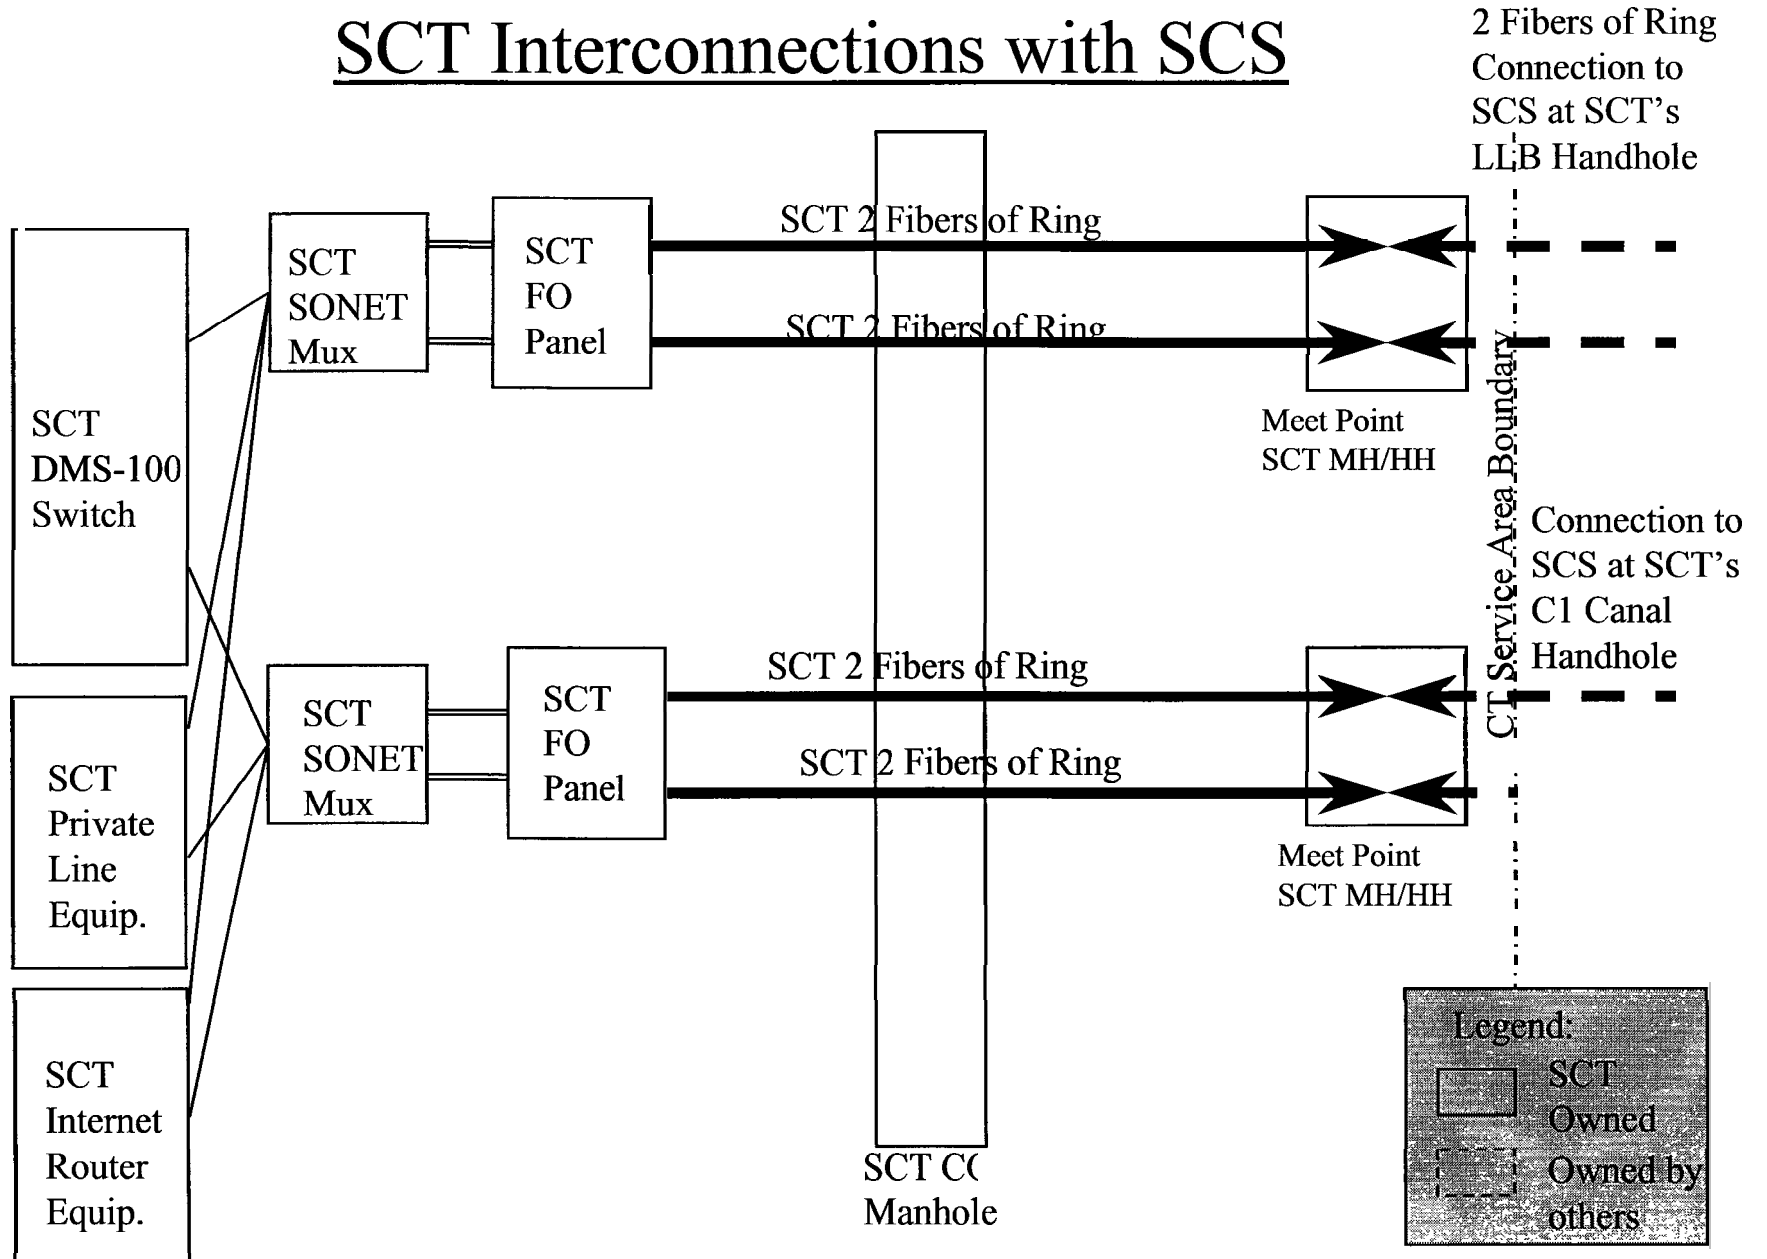 SCT Interconnections with SCS
2 Fibers of Ring
Connection to
SCS at SCT's
LLB Handhole
SCT
DMS-100
Switch
SCT
SONET
Mux
SCT
FO
Panel
SCT 2 Fibers of Ring
SCT 2 Fibers of Ring
Meet Point
SCT MH/HH
CT Service Area Boundary
Connection to
SCS at SCT's
C1 Canal
Handhole
SCT
Private
Line
Equip.
SCT
SONET
Mux
SCT
FO
Panel
SCT 2 Fibers of Ring
SCT 2 Fibers of Ring
Meet Point
SCT MH/HH
SCT
Internet
Router
Equip.
SCT
Manhole
Legend:
SCT
Owned
Owned by
others